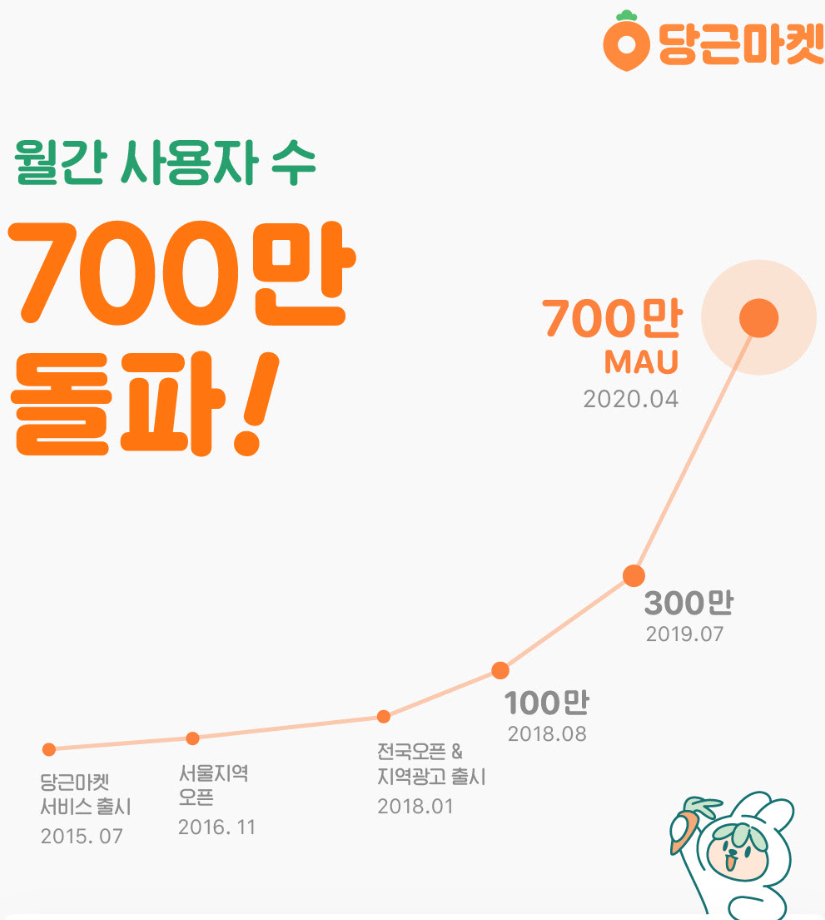 당근마켓
월간 사용자 수
700만
돌파!
700만
MAU
2020.04
300만
2019.07
100만
2018.08
전국오픈 &
지역광고 출시
2018.01
서울지역
오픈
2016. 11
당근마켓
서비스 출시
2015. 07